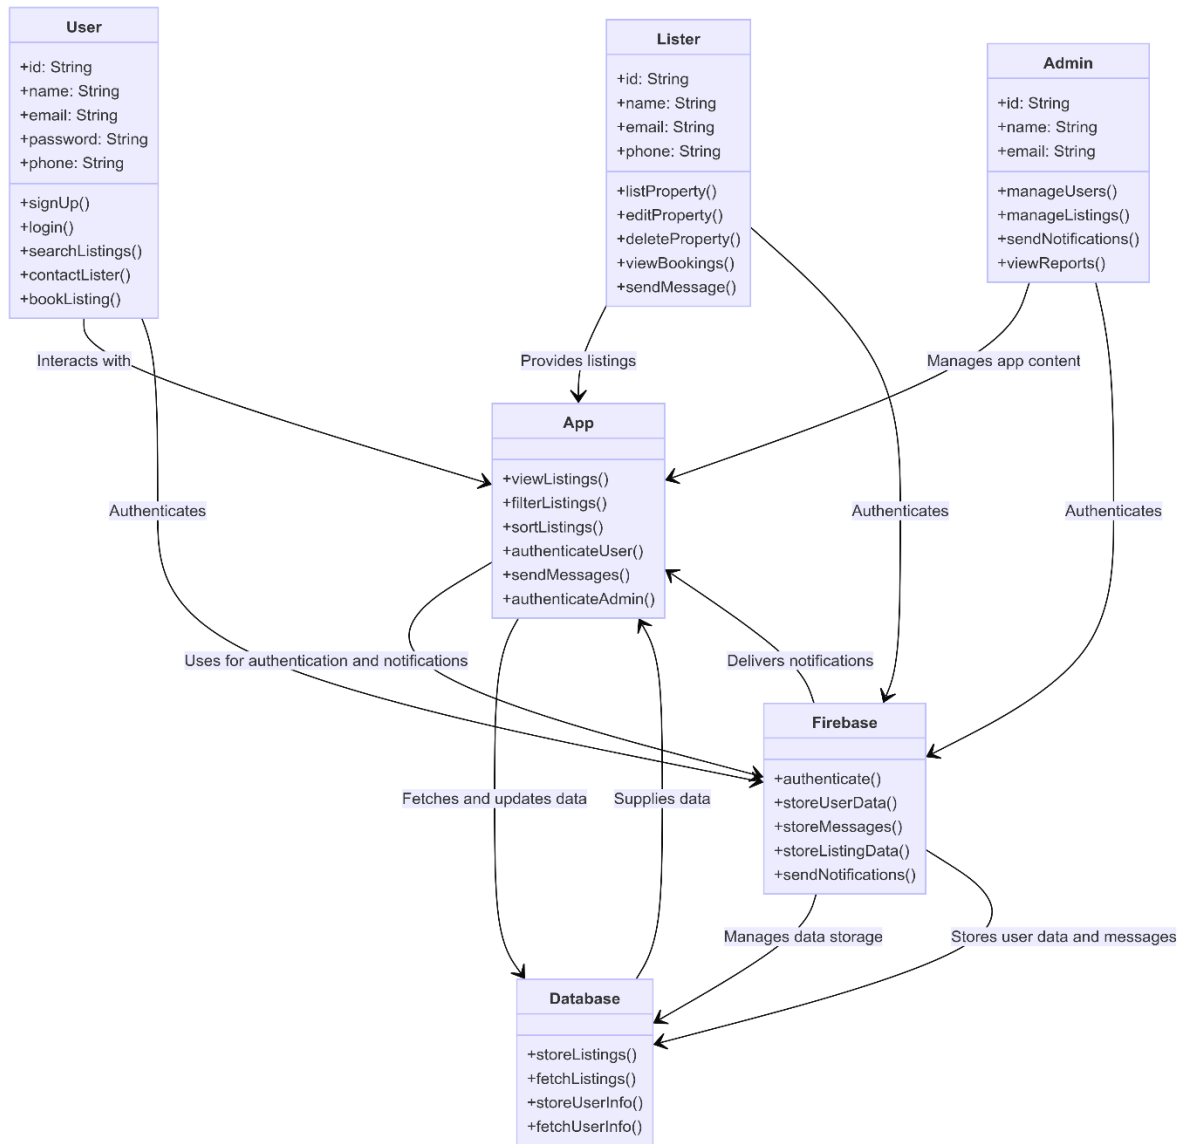 User
+id: String
+name: String
+email: String
+password: String
+phone: String
+signUp()
+login()
+searchListings()
+contactLister()
+bookListing()
Lister
+id: String
+name: String
+email: String
+phone: String
+listProperty()
+editProperty()
+deleteProperty()
+viewBookings()
+sendMessage()
Admin
+id: String
+name: String
+email: String
+manageUsers()
+manageListings()
+sendNotifications()
+viewReports()
Interacts with
Provides listings
Manages app content
App
+viewListings()
+filterListings()
+sortListings()
+authenticateUser()
+sendMessages()
+authenticateAdmin()
Authenticates
Authenticates
Authenticates
Uses for authentication and notifications
Delivers notifications
Firebase
+authenticate()
+storeUserData()
+storeMessages()
+storeListingData()
+sendNotifications()
Fetches and updates data
Supplies data
Manages data storage
Stores user data and messages
Database
+storeListings()
+fetchListings()
+storeUserInfo()
+fetchUserInfo()